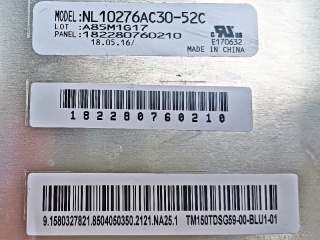 MODEL:NL10276AC30-52C
LOT :A85M1G17
PANEL:182280760210
18.05.16/
E170632
MADE IN CHINA
182280760210
9.1580327821.8504050350.2121.NA25.1 TM150TDSG59-00-BLU1-01